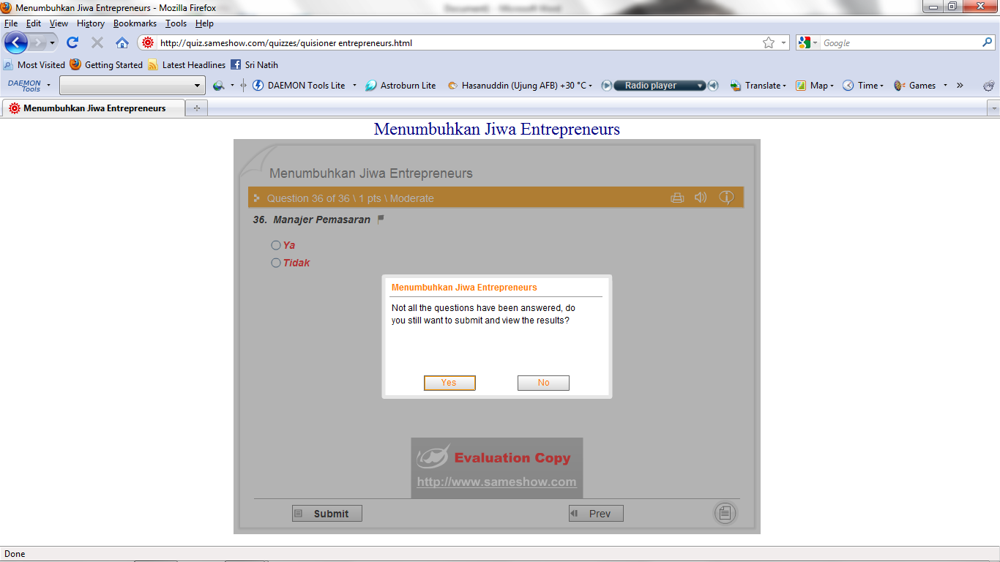 Menumbuhkan Jiwa Entrepreneurs - Mozilla Firefox
Document1 - Microsoft Word
File Edit View History Bookmarks Tools Help
http://quiz.sameshow.com/quizzes/quisioner entrepreneurs.html
Google
Most Visited Getting Started Latest Headlines Sri Natih
DAEMON Tools DAEMON Tools Lite Astroburn Lite Hasanuddin (Ujung AFB) +30 °C Radio player Translate Map Time Games
Menumbuhkan Jiwa Entrepreneurs
Menumbuhkan Jiwa Entrepreneurs
Menumbuhkan Jiwa Entrepreneurs
Question 36 of 36 \ 1 pts \ Moderate
36. Manajer Pemasaran
Ya
Tidak
Menumbuhkan Jiwa Entrepreneurs
Not all the questions have been answered, do
you still want to submit and view the results?
Yes No
Evaluation Copy
http://www.sameshow.com
Submit Prev
Done